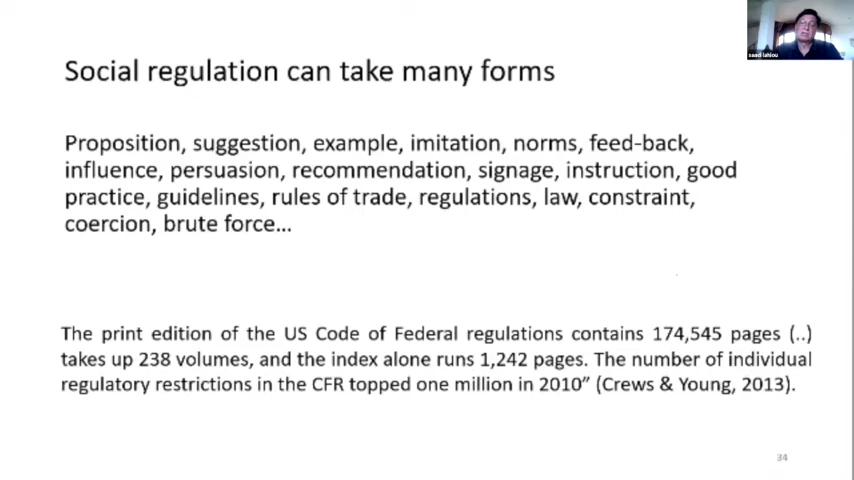 saadi lahlou
Social regulation can take many forms
Proposition, suggestion, example, imitation, norms, feed-back,
influence, persuasion, recommendation, signage, instruction, good
practice, guidelines, rules of trade, regulations, law, constraint,
coercion, brute force...
The print edition of the US Code of Federal regulations contains 174,545 pages (..)
takes up 238 volumes, and the index alone runs 1,242 pages. The number of individual
regulatory restrictions in the CFR topped one million in 2010” (Crews & Young, 2013).
34